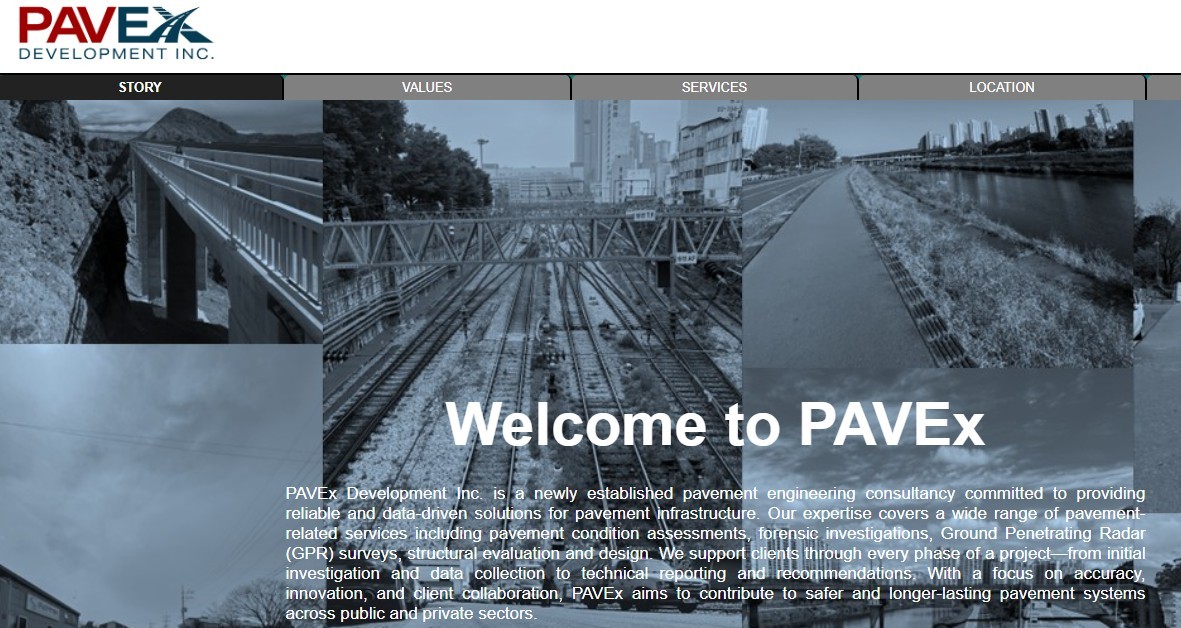 PAVEX
DEVELOPMENT INC.
STORY
VALUES
SERVICES
LOCATION
Welcome to PAVEx
PAVEx Development Inc. is a newly established pavement engineering consultancy committed to providing
reliable and data-driven solutions for pavement infrastructure. Our expertise covers a wide range of pavement-
related services including pavement condition assessments, forensic investigations, Ground Penetrating Radar
(GPR) surveys, structural evaluation and design. We support clients through every phase of a project—from initial
investigation and data collection to technical reporting and recommendations. With a focus on accuracy,
innovation, and client collaboration, PAVEx aims to contribute to safer and longer-lasting pavement systems
across public and private sectors.